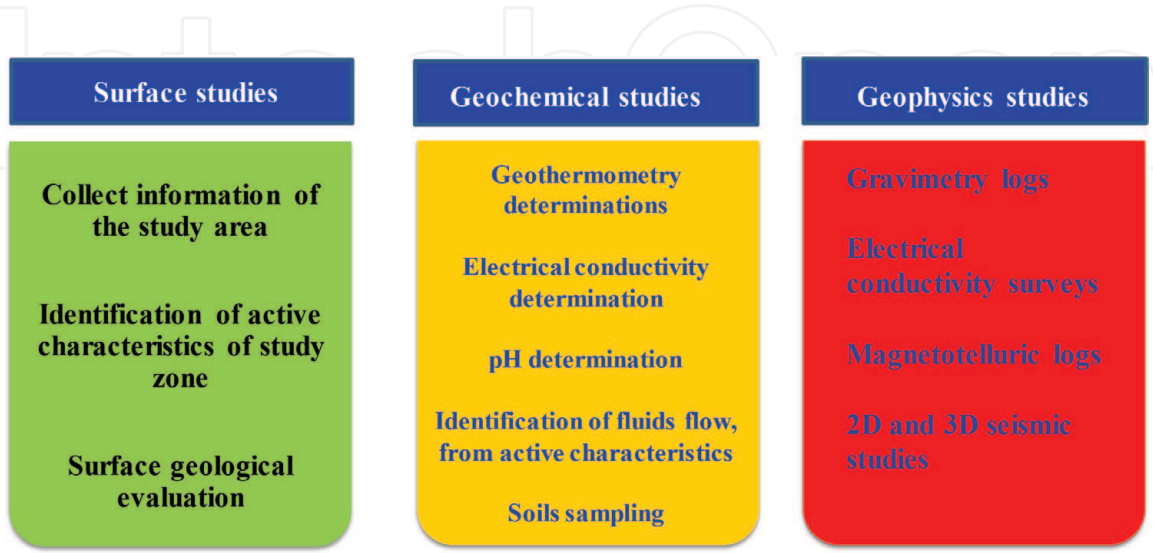 Surface studies
Collect information of
the study area
Identification of active
characteristics of study
zone
Surface geological
evaluation
Geochemical studies
Geothermometry
determinations
Electrical conductivity
determination
pH determination
Identification of fluids flow,
from active characteristics
Soils sampling
Geophysics studies
Gravimetry logs
Electrical
conductivity surveys
Magnetotelluric logs
2D and 3D seismic
studies